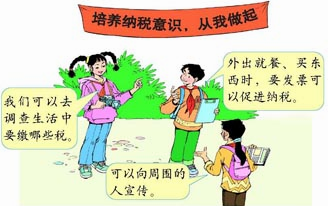 培养纳税意识，从我做起
我们可以去
调查生活中
要缴哪些税。
外出就餐、买东
西时，要发票可
以促进纳税。
可以向周围的
人宣传。